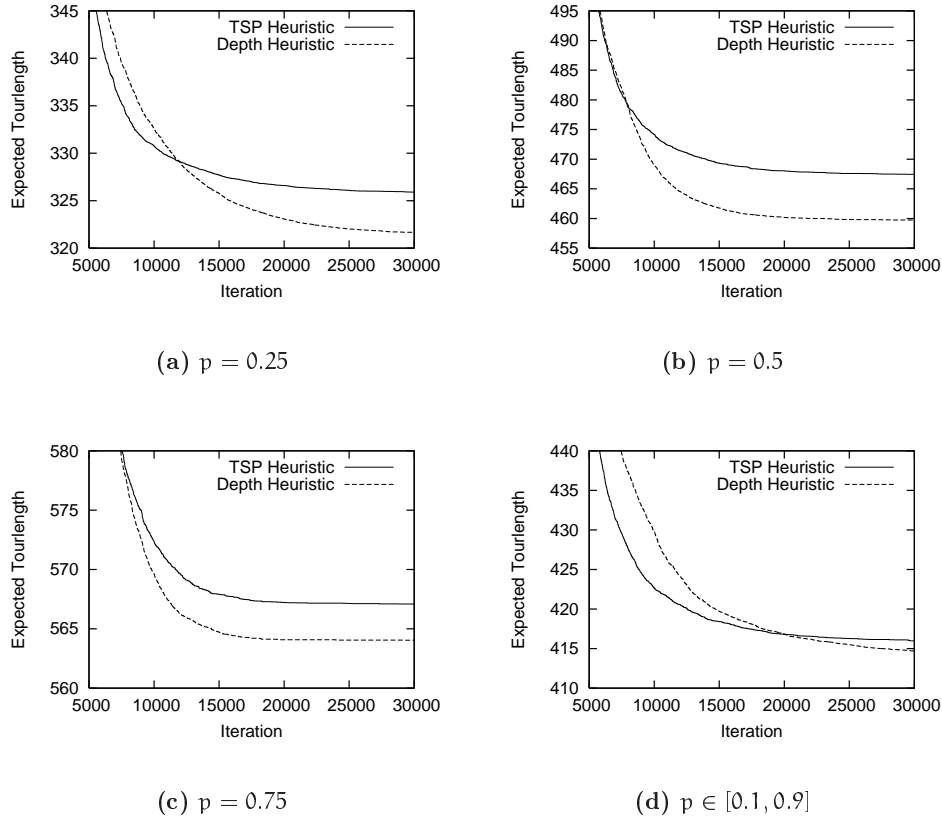 345
340
335
330
325
320
Expected Tourlength
TSP Heuristic
Depth Heuristic
5000 10000 15000 20000 25000 30000
Iteration
(a) p = 0.25
495
490
485
480
475
470
465
460
455
Expected Tourlength
TSP Heuristic
Depth Heuristic
5000 10000 15000 20000 25000 30000
Iteration
(b) p = 0.5
580
575
570
565
560
Expected Tourlength
TSP Heuristic
Depth Heuristic
5000 10000 15000 20000 25000 30000
Iteration
(c) p = 0.75
440
435
430
425
420
415
410
Expected Tourlength
TSP Heuristic
Depth Heuristic
5000 10000 15000 20000 25000 30000
Iteration
(d) p ∈ [0.1, 0.9]